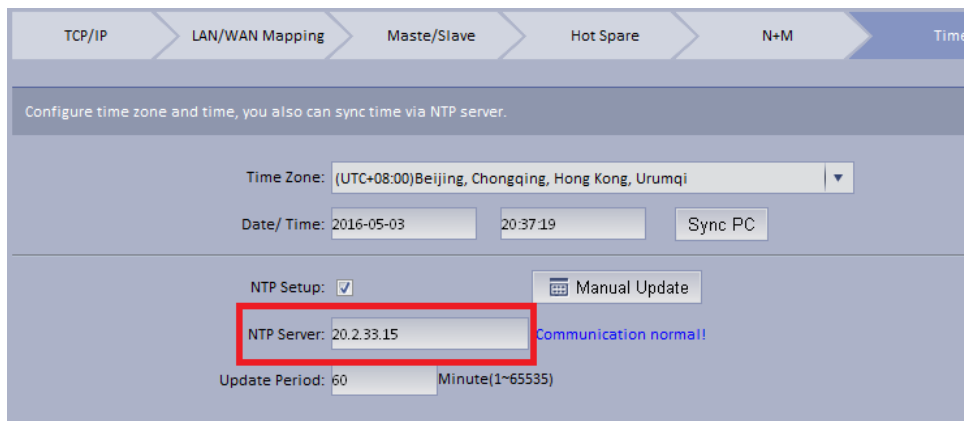 TCP/IP LAN/WAN Mapping Maste/Slave Hot Spare N+M Time
Configure time zone and time, you also can sync time via NTP server.
Time Zone: (UTC+08:00)Beijing, Chongqing, Hong Kong, Urumqi
Date/ Time: 2016-05-03 20:37:19 Sync PC
NTP Setup: Manual Update
NTP Server: 20.2.33.15 Communication normal!
Update Period: 60 Minute(1~65535)